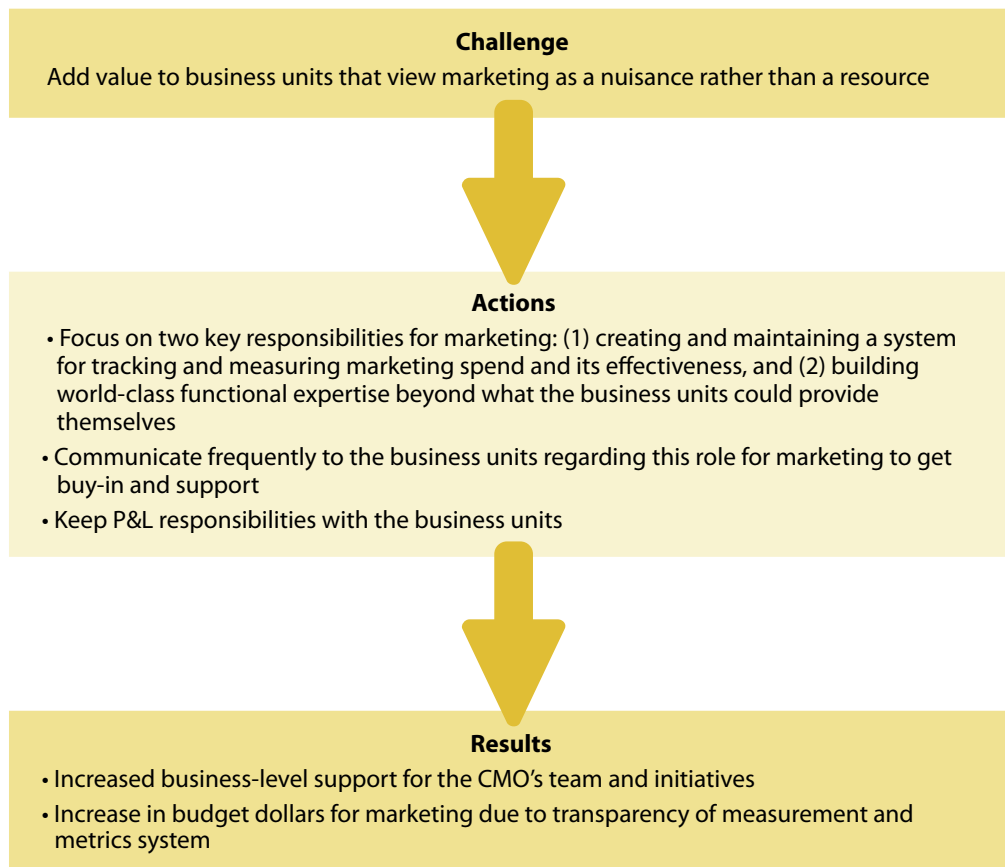 Challenge
Add value to business units that view marketing as a nuisance rather than a resource
Actions
• Focus on two key responsibilities for marketing: (1) creating and maintaining a system
for tracking and measuring marketing spend and its effectiveness, and (2) building
world-class functional expertise beyond what the business units could provide
themselves
• Communicate frequently to the business units regarding this role for marketing to get
buy-in and support
• Keep P&L responsibilities with the business units
Results
• Increased business-level support for the CMO’s team and initiatives
• Increase in budget dollars for marketing due to transparency of measurement and
metrics system